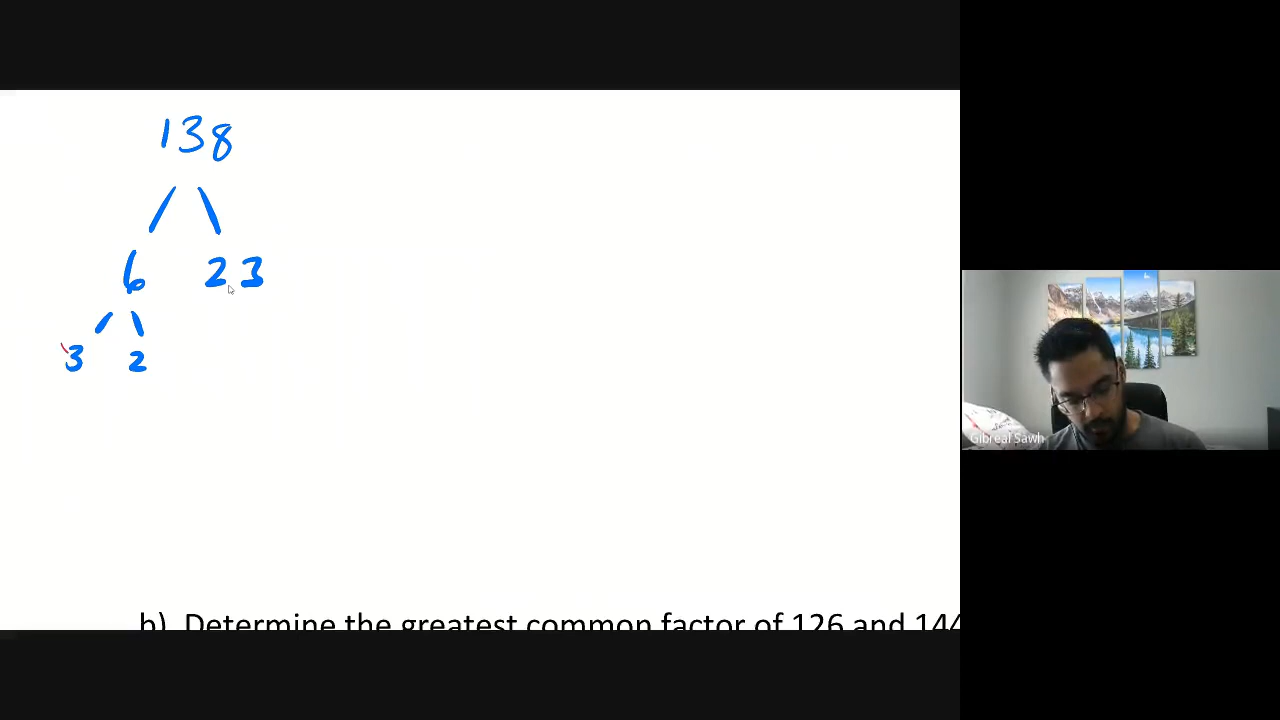 138
6 23
3 2
b) Determine the greatest common factor of 126 and 144
Gibreal Sawh